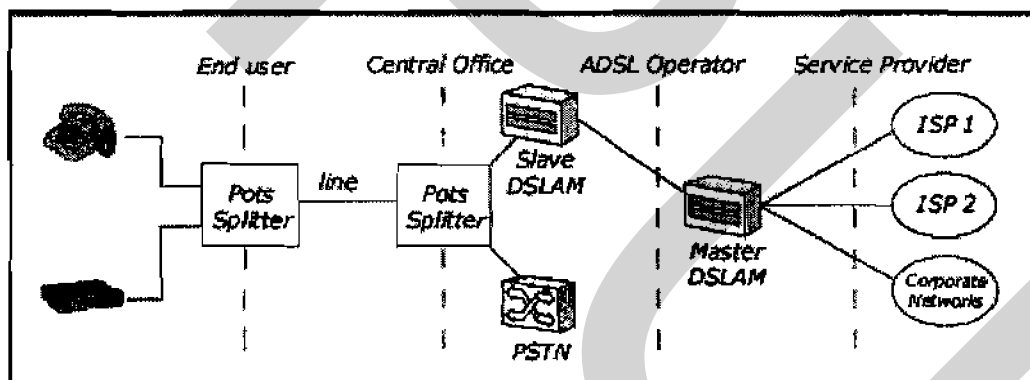 End user
Central Office
ADSL Operator
Service Provider
Pots
Splitter
line
Pots
Splitter
Slave
DSLAM
PSTN
Master
DSLAM
ISP 1
ISP 2
Corporate
Networks